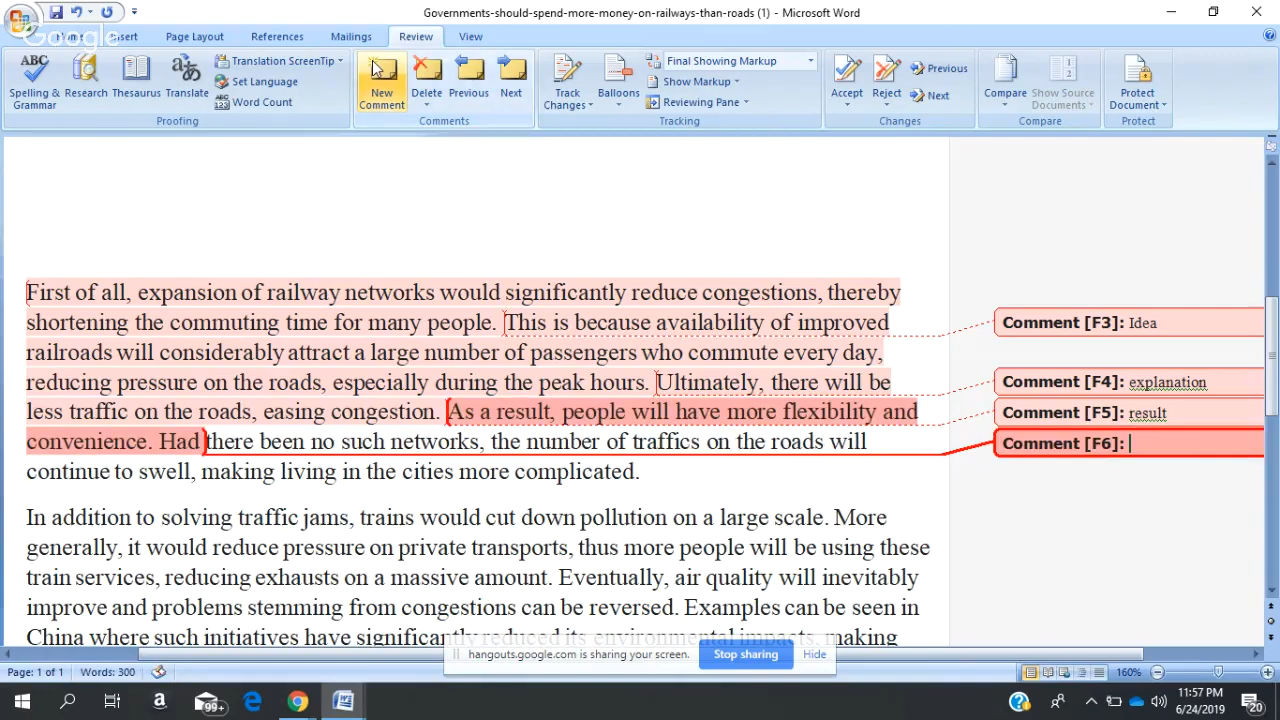 Governments-should-spend-more-money-on-railways-than-roads (1) - Microsoft Word
Google
Home Insert Page Layout References Mailings Review View
ABC
Spelling & Grammar
Research
Thesaurus
Translate
Translation ScreenTip
Set Language
ABC 123 Word Count
Proofing
New Comment
Delete
Previous
Next
Comments
Track Changes
Balloons
Final Showing Markup
Show Markup
Reviewing Pane
Tracking
Accept
Reject
Previous
Next
Changes
Compare
Show Source Documents
Compare
Protect Document
Protect
First of all, expansion of railway networks would significantly reduce congestions, thereby
shortening the commuting time for many people. This is because availability of improved
railroads will considerably attract a large number of passengers who commute every day,
reducing pressure on the roads, especially during the peak hours. Ultimately, there will be
less traffic on the roads, easing congestion. As a result, people will have more flexibility and
convenience. Had there been no such networks, the number of traffics on the roads will
continue to swell, making living in the cities more complicated.
In addition to solving traffic jams, trains would cut down pollution on a large scale. More
generally, it would reduce pressure on private transports, thus more people will be using these
train services, reducing exhausts on a massive amount. Eventually, air quality will inevitably
improve and problems stemming from congestions can be reversed. Examples can be seen in
China where such initiatives have significantly reduced its environmental impacts, making
Comment [F3]: Idea
Comment [F4]: explanation
Comment [F5]: result
Comment [F6]:
hangouts.google.com is sharing your screen. Stop sharing Hide
Page: 1 of 1 Words: 300 160%
99+
11:57 PM
6/24/2019
20